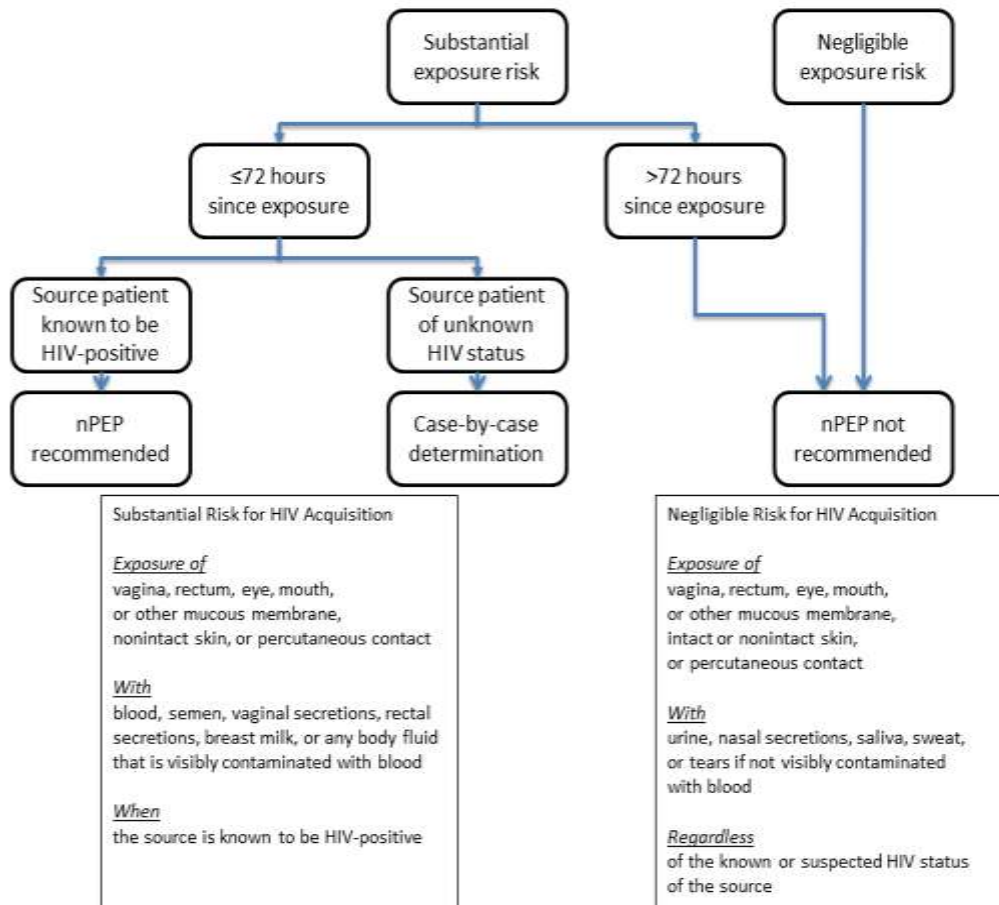 Substantial
exposure risk
Negligible
exposure risk
≤72 hours
since exposure
>72 hours
since exposure
Source patient
known to be
HIV-positive
Source patient
of unknown
HIV status
nPEP
recommended
Case-by-case
determination
nPEP not
recommended
Substantial Risk for HIV Acquisition
Exposure of
vagina, rectum, eye, mouth,
or other mucous membrane,
nonintact skin, or percutaneous contact
With
blood, semen, vaginal secretions, rectal
secretions, breast milk, or any body fluid
that is visibly contaminated with blood
When
the source is known to be HIV-positive
Negligible Risk for HIV Acquisition
Exposure of
vagina, rectum, eye, mouth,
or other mucous membrane,
intact or nonintact skin,
or percutaneous contact
With
urine, nasal secretions, saliva, sweat,
or tears if not visibly contaminated
with blood
Regardless
of the known or suspected HIV status
of the source